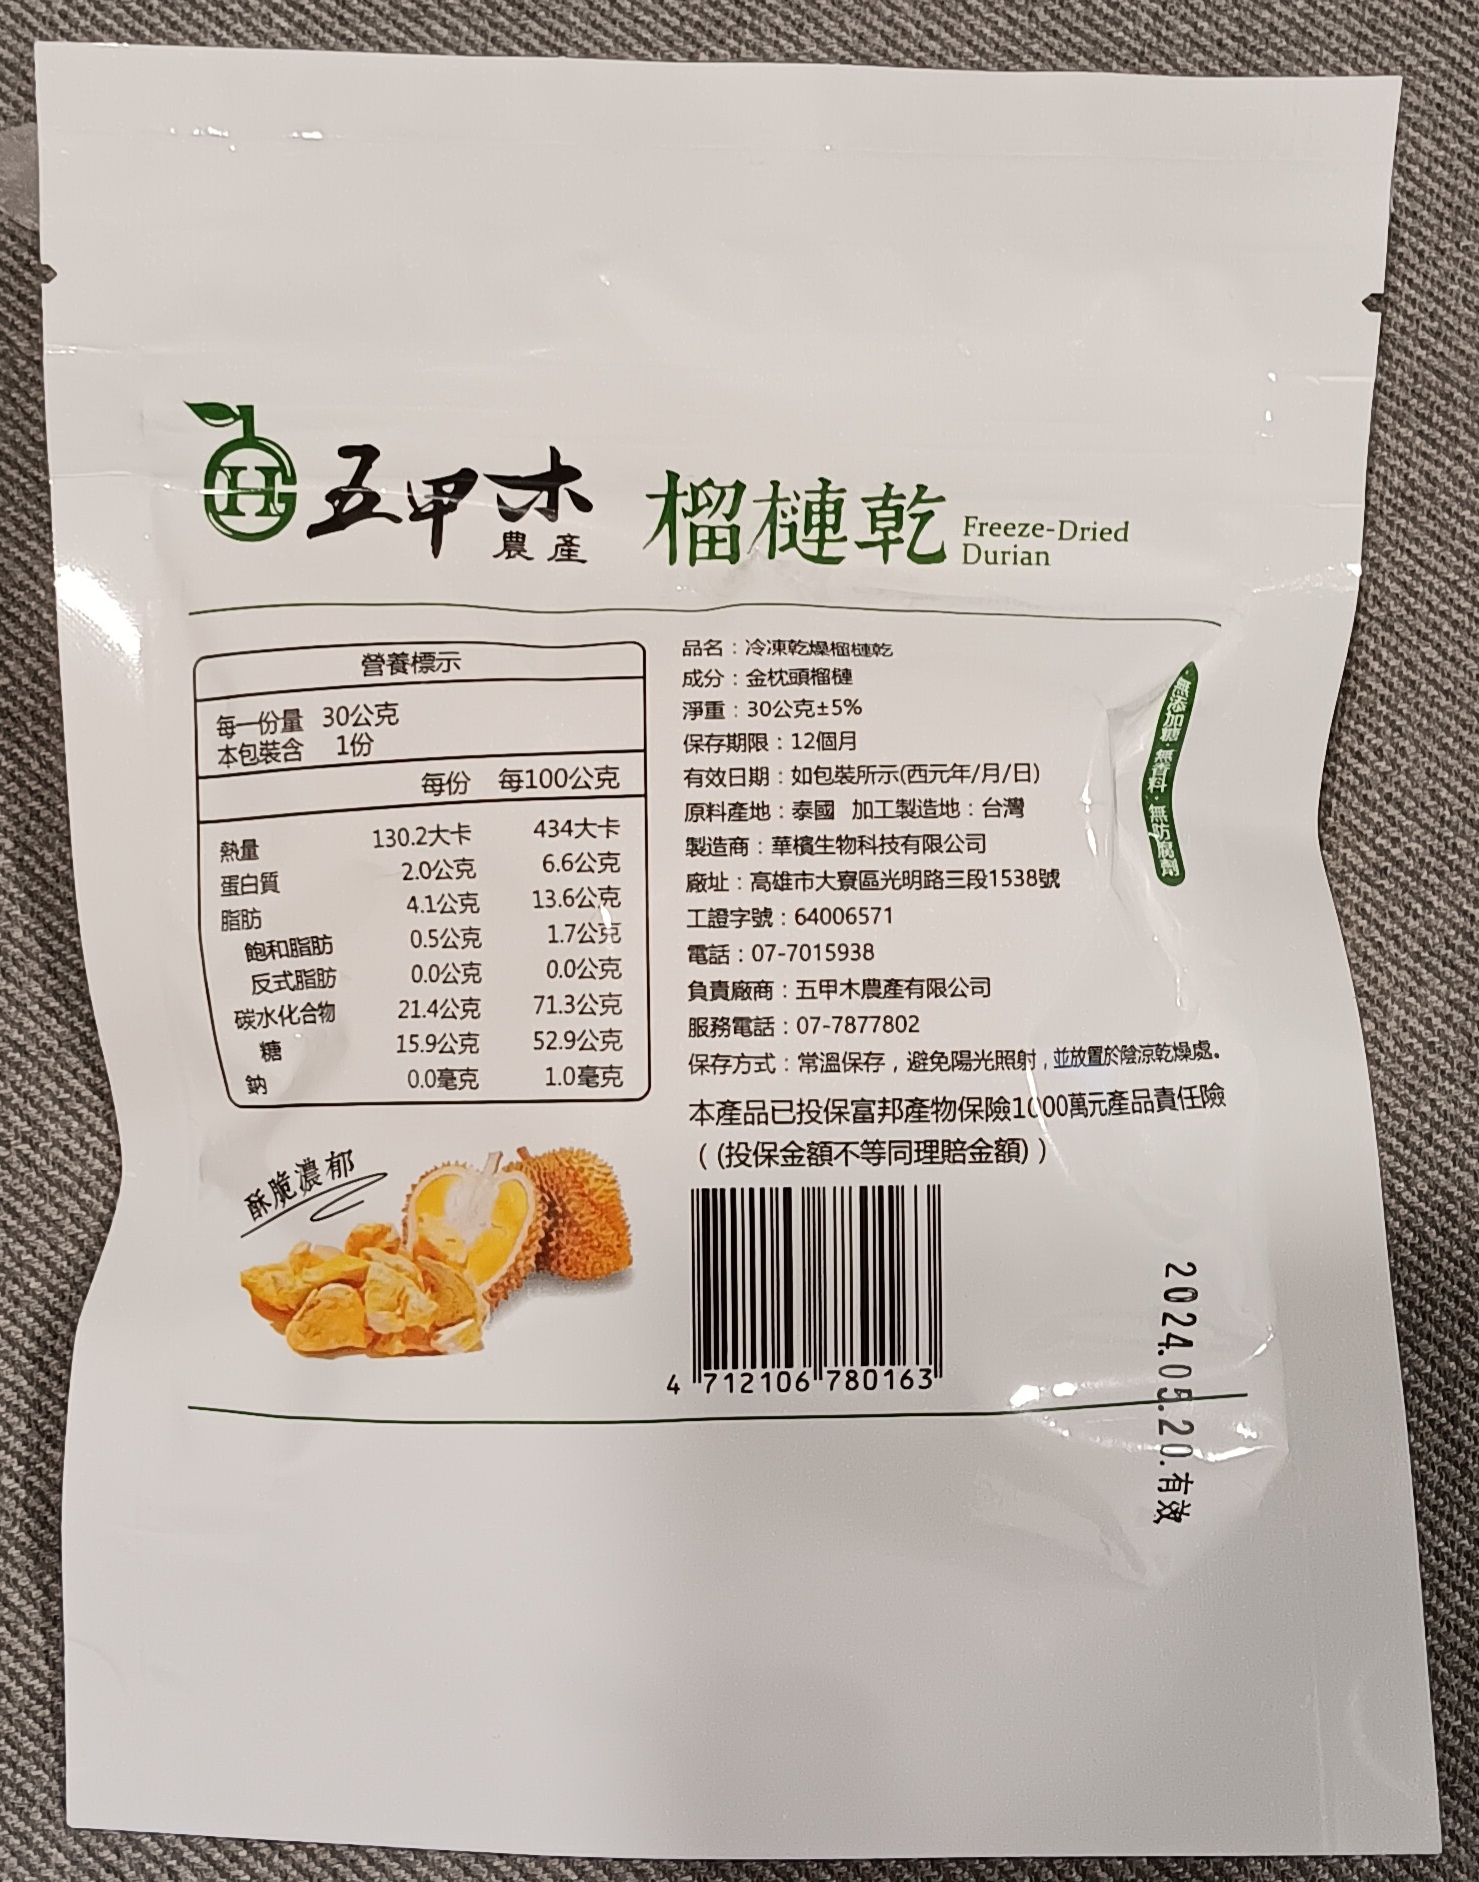 五甲木
農產
榴槤乾
Freeze-Dried
Durian
營養標示
每一份量 30公克
本包裝含 1份
每份 每100公克
熱量 130.2大卡 434大卡
蛋白質 2.0公克 6.6公克
脂肪 4.1公克 13.6公克
飽和脂肪 0.5公克 1.7公克
反式脂肪 0.0公克 0.0公克
碳水化合物 21.4公克 71.3公克
糖 15.9公克 52.9公克
鈉 0.0毫克 1.0毫克
酥脆濃郁
品名：冷凍乾燥榴槤乾
成分：金枕頭榴槤
淨重：30公克±5%
保存期限：12個月
有效日期：如包裝所示(西元年/月/日)
原料產地：泰國 加工製造地：台灣
製造商：華檳生物科技有限公司
廠址：高雄市大寮區光明路三段1538號
工證字號：64006571
電話：07-7015938
負責廠商：五甲木農產有限公司
服務電話：07-7877802
保存方式：常溫保存，避免陽光照射，並放置於陰涼乾燥處。
本產品已投保富邦產物保險1000萬元產品責任險
（(投保金額不等同理賠金額)）
4 712106 780163
無添加糖·無香料·無防腐劑
2024.05.20.有效